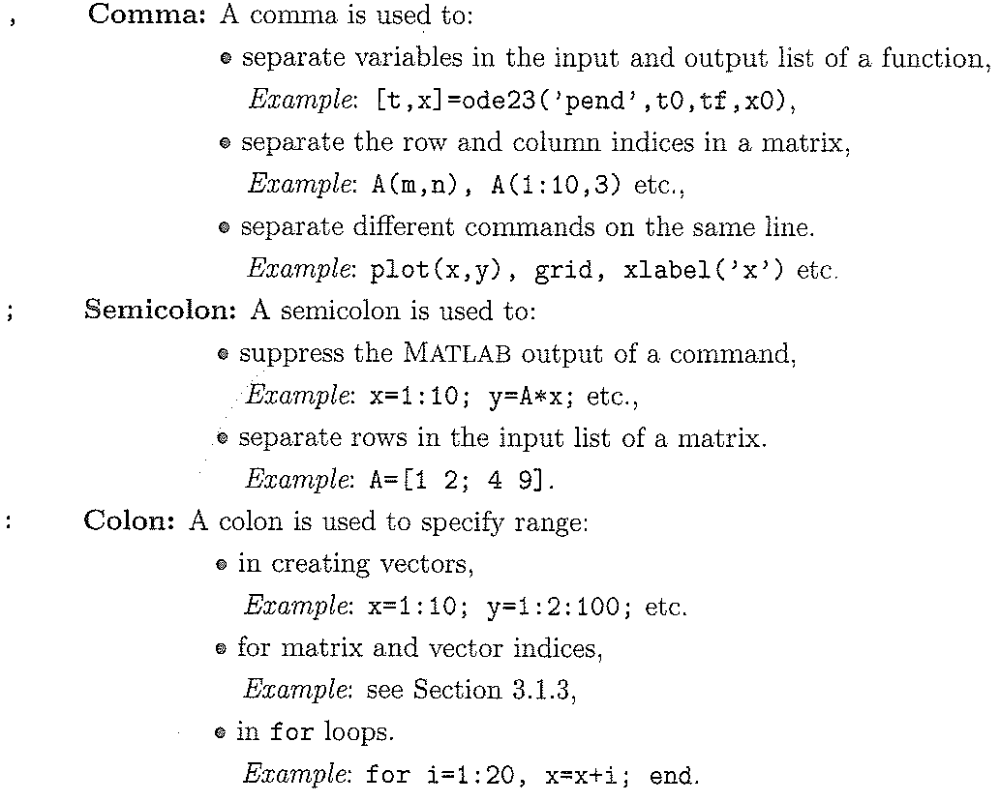 , Comma: A comma is used to:
• separate variables in the input and output list of a function,
Example: [t,x]=ode23('pend',t0,tf,x0),
• separate the row and column indices in a matrix,
Example: A(m,n), A(1:10,3) etc.,
• separate different commands on the same line.
Example: plot(x,y), grid, xlabel('x') etc.
; Semicolon: A semicolon is used to:
• suppress the MATLAB output of a command,
Example: x=1:10; y=A*x; etc.,
• separate rows in the input list of a matrix.
Example: A=[1 2; 4 9].
: Colon: A colon is used to specify range:
• in creating vectors,
Example: x=1:10; y=1:2:100; etc.
• for matrix and vector indices,
Example: see Section 3.1.3,
• in for loops.
Example: for i=1:20, x=x+i; end.